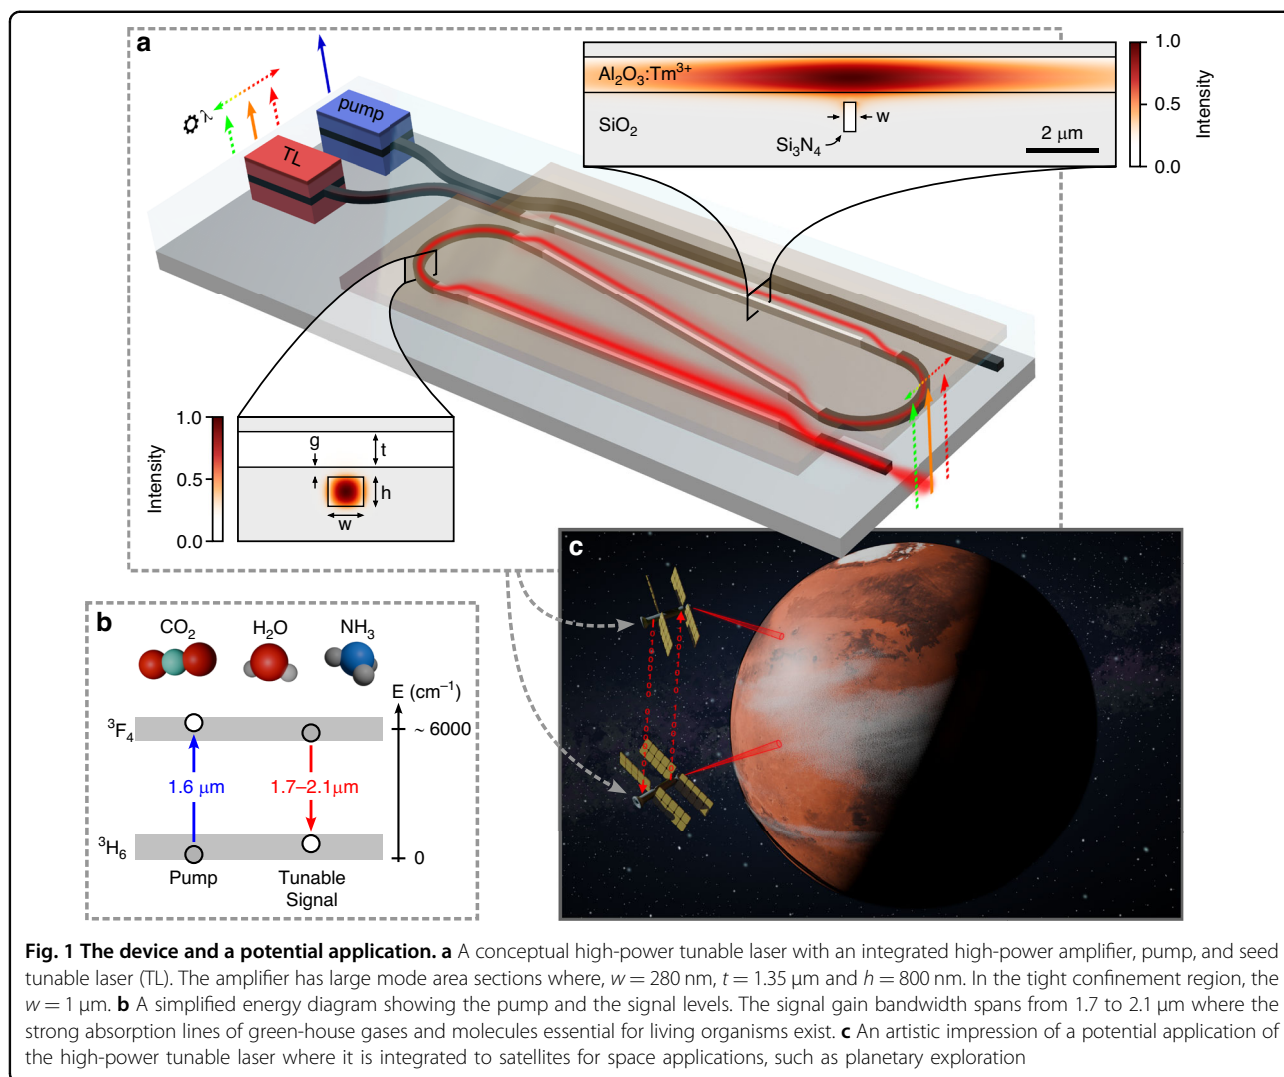 a
λ
pump
TL
Al₂O₃:Tm³⁺
SiO₂
Si₃N₄
w
2 μm
1.0
0.5
0.0
Intensity
1.0
0.5
0.0
Intensity
g
t
h
w
b
CO₂
H₂O
NH₃
E (cm⁻¹)
³F₄
~ 6000
1.6 μm
1.7–2.1μm
³H₆
0
Pump
Tunable
Signal
c
Fig. 1 The device and a potential application. a A conceptual high-power tunable laser with an integrated high-power amplifier, pump, and seed
tunable laser (TL). The amplifier has large mode area sections where, w = 280 nm, t = 1.35 μm and h = 800 nm. In the tight confinement region, the
w = 1 μm. b A simplified energy diagram showing the pump and the signal levels. The signal gain bandwidth spans from 1.7 to 2.1 μm where the
strong absorption lines of green-house gases and molecules essential for living organisms exist. c An artistic impression of a potential application of
the high-power tunable laser where it is integrated to satellites for space applications, such as planetary exploration